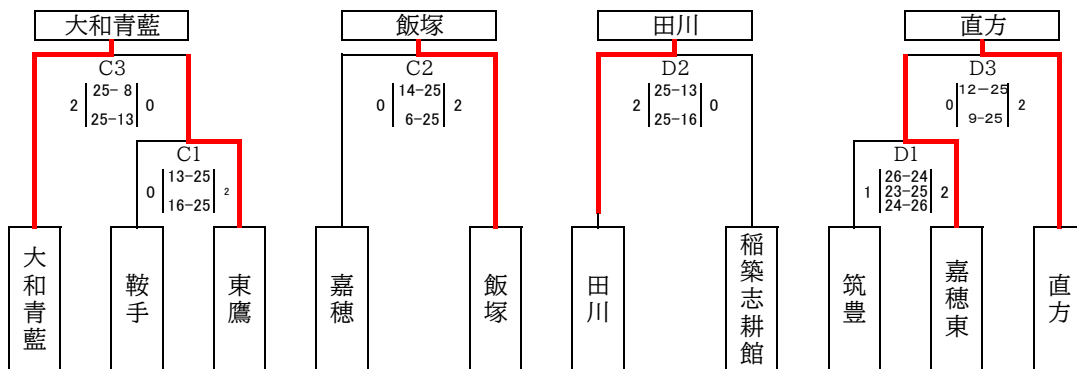 大和青藍
飯塚
田川
直方
C3
2
25- 8
25-13
0
C2
0
14-25
6-25
2
D2
2
25-13
25-16
0
D3
0
12－25
9-25
2
C1
0
13-25
16-25
2
D1
1
26-24
23-25
24-26
2
大和青藍
鞍手
東鷹
嘉穂
飯塚
田川
稲築志耕館
筑豊
嘉穂東
直方